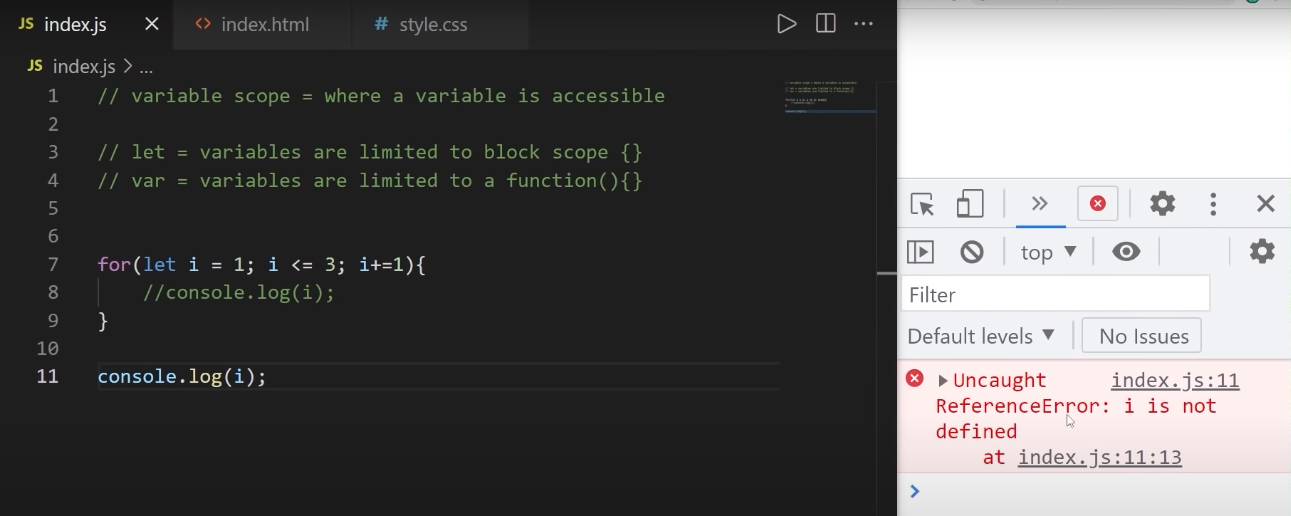 JS index.js × <> index.html # style.css
JS index.js > ...
1 // variable scope = where a variable is accessible
2
3 // let = variables are limited to block scope {}
4 // var = variables are limited to a function(){}
5
6
7 for(let i = 1; i <= 3; i+=1){
8 //console.log(i);
9 }
10
11 console.log(i);
top
Filter
Default levels
No Issues
Uncaught index.js:11
ReferenceError: i is not
defined
at index.js:11:13